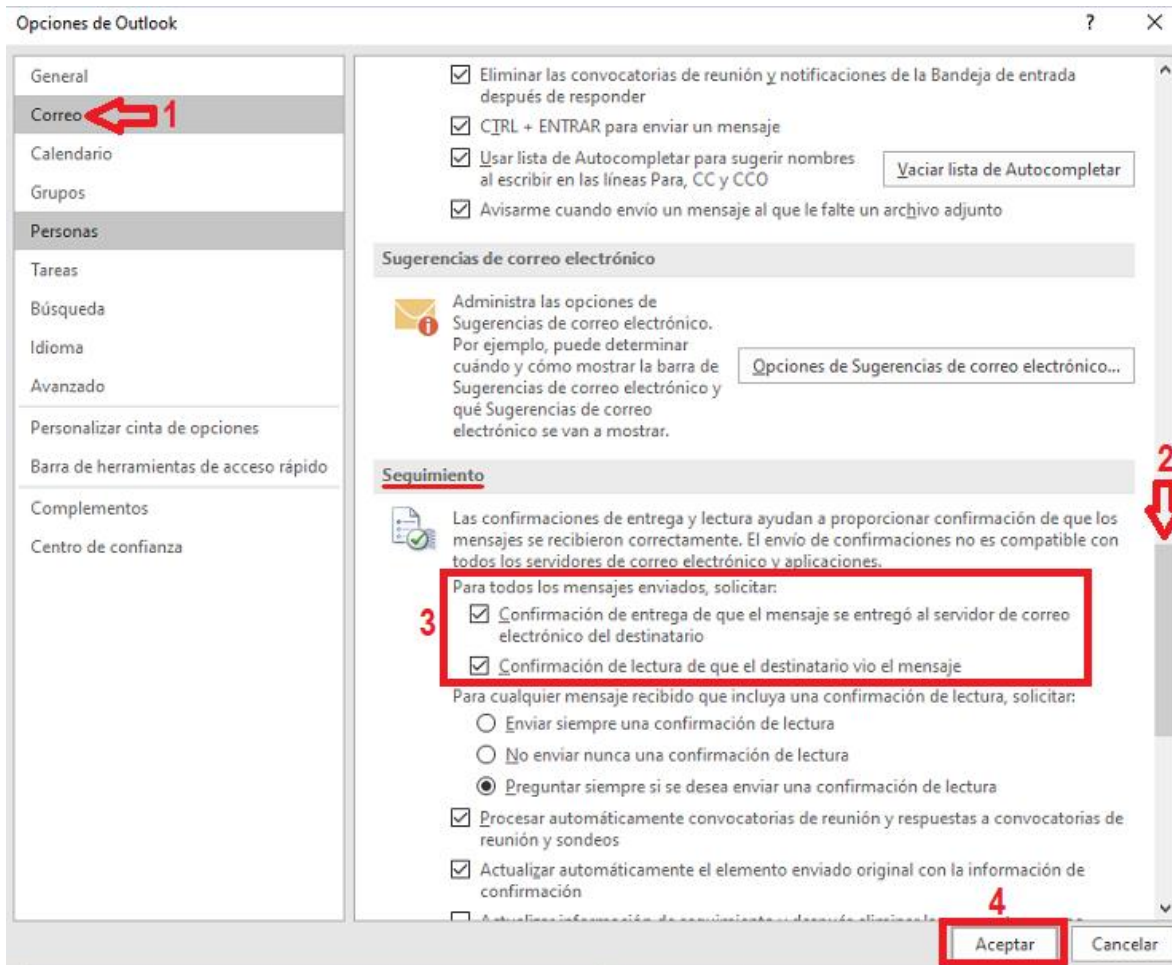 Opciones de Outlook
?
General
Correo
1
Calendario
Grupos
Personas
Tareas
Búsqueda
Idioma
Avanzado
Personalizar cinta de opciones
Barra de herramientas de acceso rápido
Complementos
Centro de confianza
Eliminar las convocatorias de reunión y notificaciones de la Bandeja de entrada
después de responder
CTRL + ENTRAR para enviar un mensaje
Usar lista de Autocompletar para sugerir nombres
al escribir en las líneas Para, CC y CCO
Vaciar lista de Autocompletar
Avisarme cuando envío un mensaje al que le falte un archivo adjunto
Sugerencias de correo electrónico
Administra las opciones de
Sugerencias de correo electrónico.
Por ejemplo, puede determinar
cuándo y cómo mostrar la barra de
Sugerencias de correo electrónico y
qué Sugerencias de correo
electrónico se van a mostrar.
Opciones de Sugerencias de correo electrónico...
2
Seguimiento
Las confirmaciones de entrega y lectura ayudan a proporcionar confirmación de que los
mensajes se recibieron correctamente. El envío de confirmaciones no es compatible con
todos los servidores de correo electrónico y aplicaciones.
Para todos los mensajes enviados, solicitar:
3
Confirmación de entrega de que el mensaje se entregó al servidor de correo
electrónico del destinatario
Confirmación de lectura de que el destinatario vio el mensaje
Para cualquier mensaje recibido que incluya una confirmación de lectura, solicitar:
Enviar siempre una confirmación de lectura
No enviar nunca una confirmación de lectura
Preguntar siempre si se desea enviar una confirmación de lectura
Procesar automáticamente convocatorias de reunión y respuestas a convocatorias de
reunión y sondeos
Actualizar automáticamente el elemento enviado original con la información de
confirmación
4
Aceptar
Cancelar